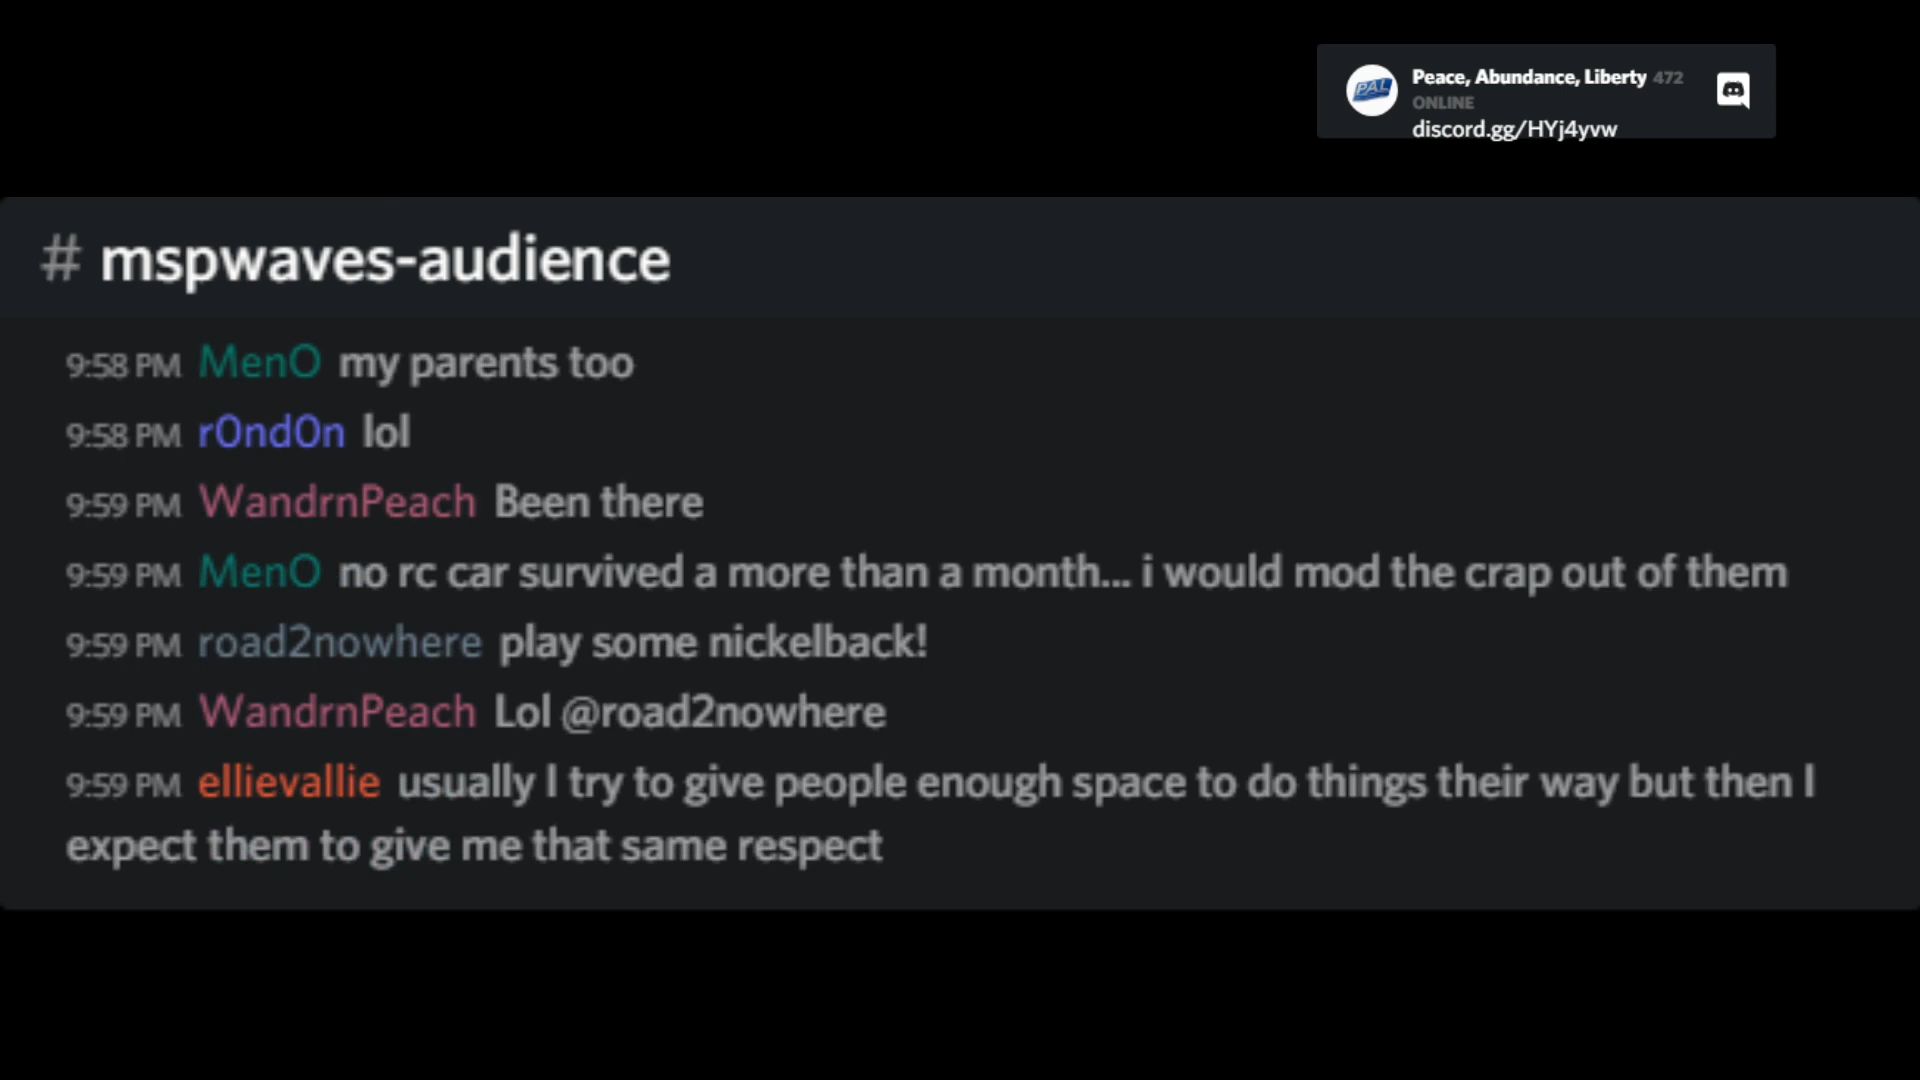 PAL
Peace, Abundance, Liberty 472
ONLINE
discord.gg/HYj4yvw
# mspwaves-audience
9:58 PM MenO my parents too
9:58 PM r0nd0n lol
9:59 PM WandrnPeach Been there
9:59 PM MenO no rc car survived a more than a month... i would mod the crap out of them
9:59 PM road2nowhere play some nickelback!
9:59 PM WandrnPeach Lol @road2nowhere
9:59 PM ellievallie usually I try to give people enough space to do things their way but then I
expect them to give me that same respect